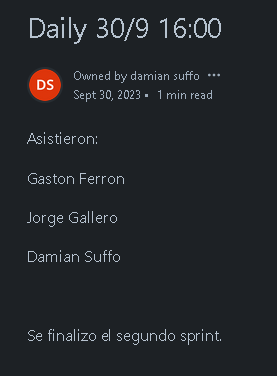 Daily 30/9 16:00
DS
Owned by damian suffo •••
Sept 30, 2023 • 1 min read
Asistieron:
Gaston Ferron
Jorge Gallero
Damian Suffo
Se finalizo el segundo sprint.